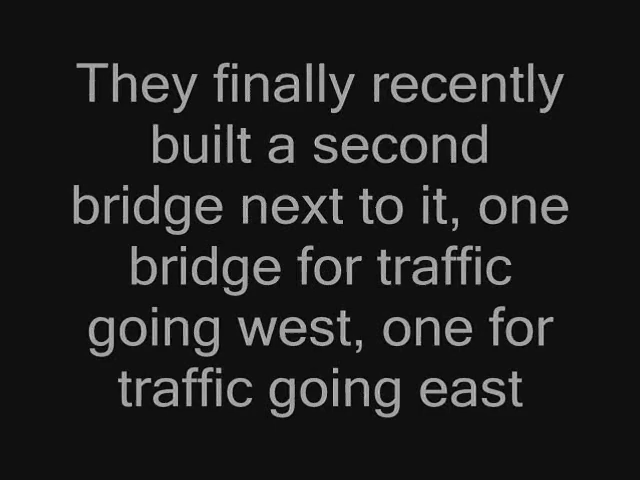 They finally recently
built a second
bridge next to it, one
bridge for traffic
going west, one for
traffic going east